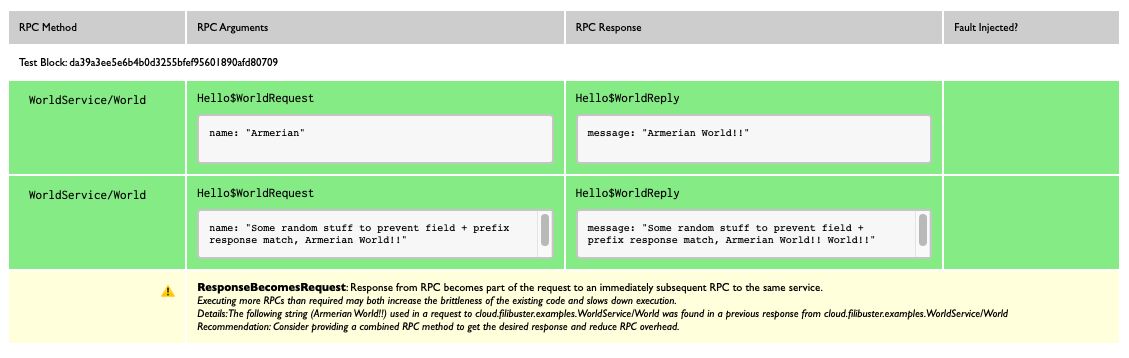 RPC Method RPC Arguments RPC Response Fault Injected?
Test Block: da39a3ee5e6b4b0d3255bfef95601890afd80709
WorldService/World Hello$WorldRequest Hello$WorldReply
name: "Armerian" message: "Armerian World!!"
WorldService/World Hello$WorldRequest Hello$WorldReply
name: "Some random stuff to prevent field + prefix message: "Some random stuff to prevent field +
response match, Armerian World!!" prefix response match, Armerian World!! World!!"
ResponseBecomesRequest: Response from RPC becomes part of the request to an immediately subsequent RPC to the same service.
Executing more RPCs than required may both increase the brittleness of the existing code and slows down execution.
Details:The following string (Armerian World!!) used in a request to cloud.filibuster.examples.WorldService/World was found in a previous response from cloud.filibuster.examples.WorldService/World
Recommendation: Consider providing a combined RPC method to get the desired response and reduce RPC overhead.